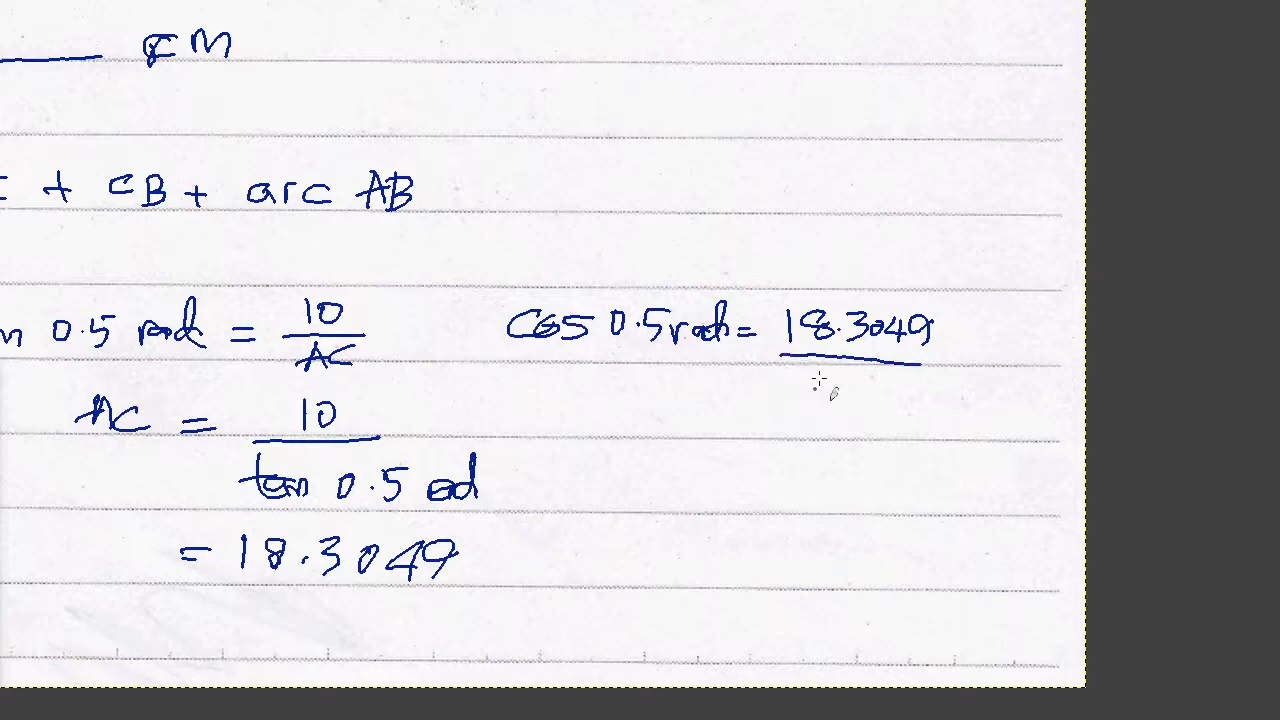 cm
+ CB + arc AB
n 0.5 rad = 10/AC
cos 0.5 rad = 18.3049
AC = 10/tan 0.5 rad
= 18.3049